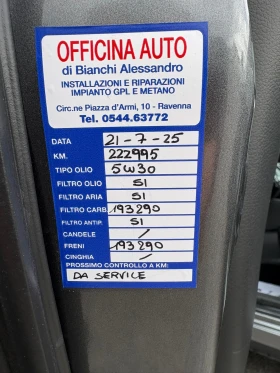 OFFICINA AUTO
di Bianchi Alessandro
INSTALLAZIONI E RIPARAZIONI
IMPIANTO GPL E METANO
Circ.ne Piazza d'Armi, 10 - Ravenna
Tel. 0544.63772
DATA 21-7-25
KM. 222995
TIPO OLIO 5W30
FILTRO OLIO SI
FILTRO ARIA SI
FILTRO CARB. 193290
FILTRO ANTIP. SI
CANDELE /
FRENI 193290
CINGHIA /
PROSSIMO CONTROLLO A KM:
DA SERVICE